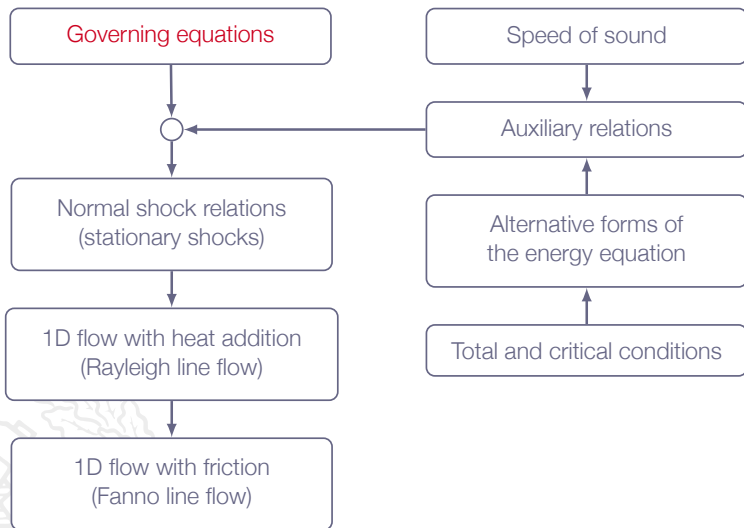 Governing equations
Speed of sound
Auxiliary relations
Normal shock relations
(stationary shocks)
Alternative forms of
the energy equation
1D flow with heat addition
(Rayleigh line flow)
Total and critical conditions
1D flow with friction
(Fanno line flow)